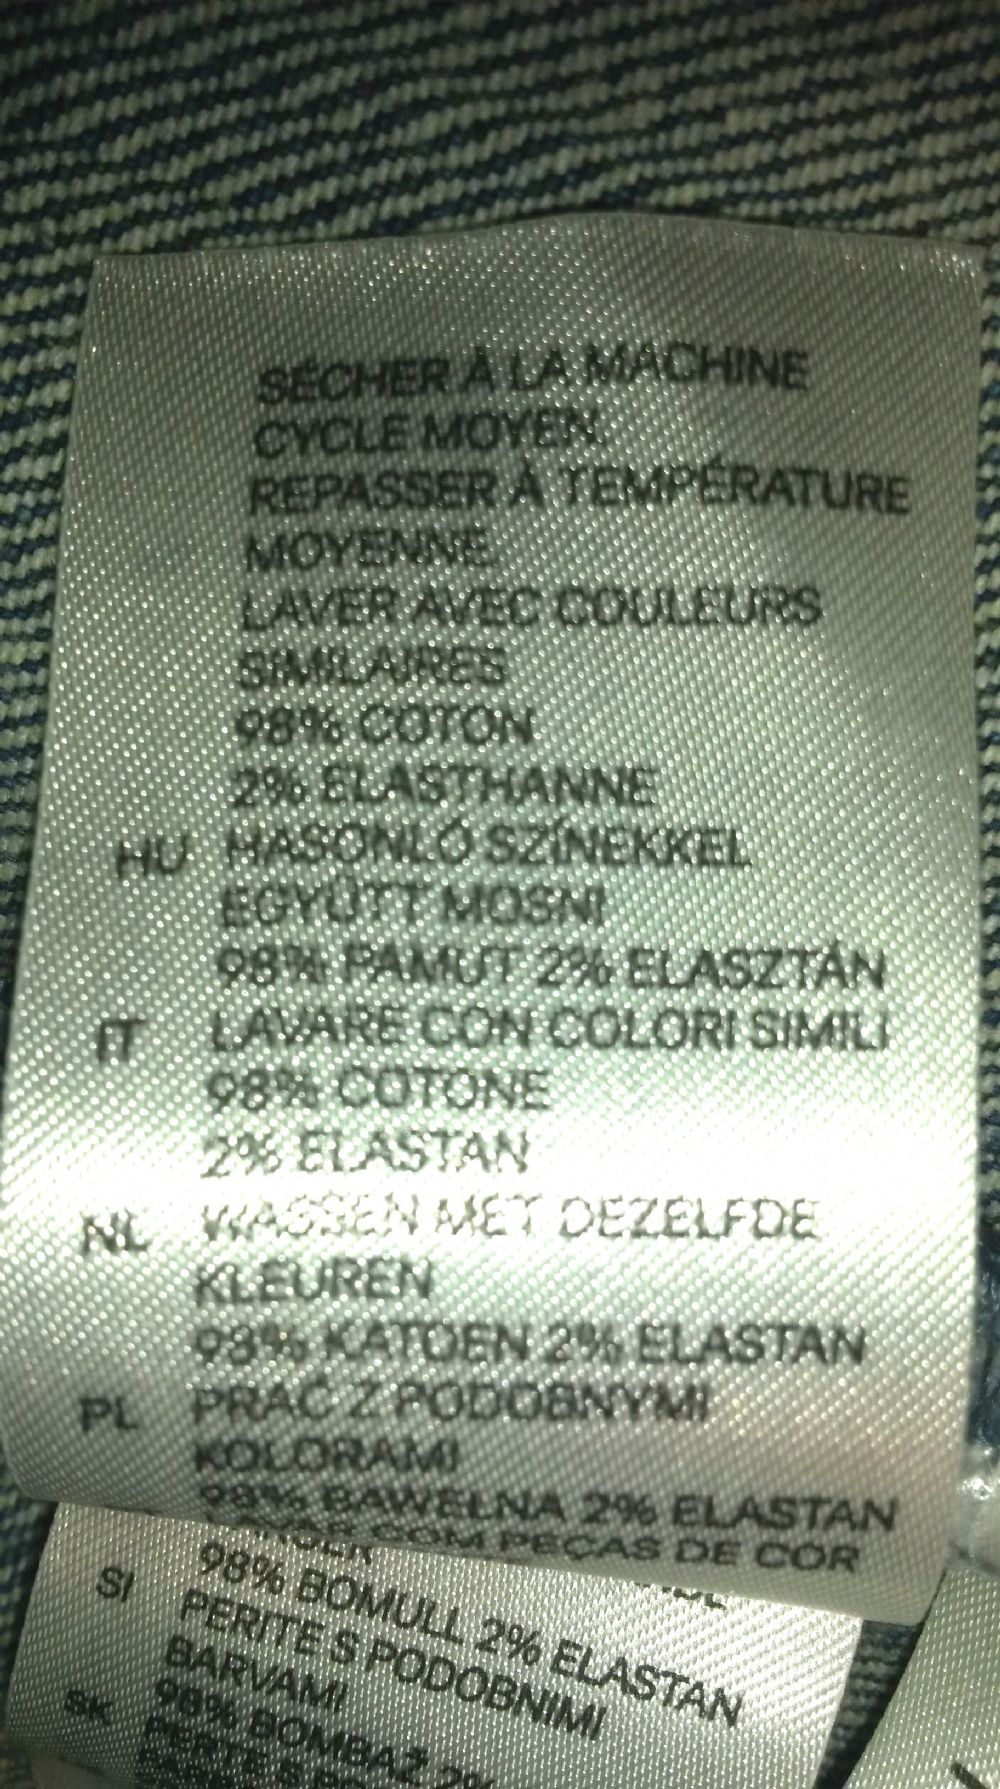 SÉCHER À LA MACHINE
CYCLE MOYEN.
REPASSER À TEMPÉRATURE
MOYENNE.
LAVER AVEC COULEURS
SIMILAIRES
98% COTON
2% ELASTHANNE
HU HASONLÓ SZÍNEKKEL
EGYÜTT MOSNI
98% PAMUT 2% ELASZTÁN
IT LAVARE CON COLORI SIMILI
98% COTONE
2% ELASTAN
NL WASSEN MET DEZELFDE
KLEUREN
98% KATOEN 2% ELASTAN
PL PRAĆ Z PODOBNYMI
KOLORAMI
98% BAWEŁNA 2% ELASTAN
COM PEÇAS DE COR
98% BOMULL 2% ELASTAN
SI PERITE S PODOBNIMI
BARVAMI
98% BOMBAŽ 2%
SK PERTE S